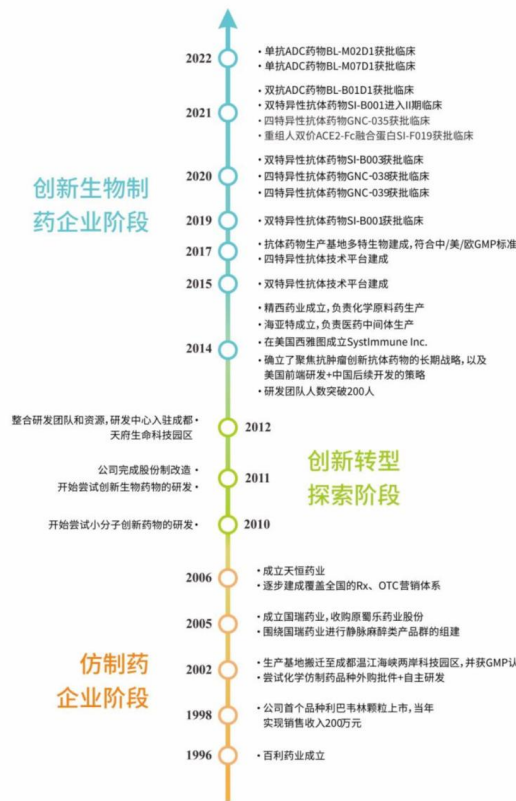 2022
•单抗ADC药物BL-M02D1获批临床
•单抗ADC药物BL-M07D1获批临床
2021
•双抗ADC药物BL-B01D1获批临床
•双特异性抗体药物SI-B001进入II期临床
•四特异性抗体药物GNC-035获批临床
•重组人双价ACE2-Fc融合蛋白SI-F019获批临床
2020
•双特异性抗体药物SI-B003获批临床
•四特异性抗体药物GNC-038获批临床
•四特异性抗体药物GNC-039获批临床
创新生物制
药企业阶段
2019
•双特异性抗体药物SI-B001获批临床
2017
•抗体药物生产基地多特生物建成,符合中/美/欧GMP标准
•四特异性抗体技术平台建成
2015
•双特异性抗体技术平台建成
2014
•精西药业成立,负责化学原料药生产
•海亚特成立,负责医药中间体生产
•在美国西雅图成立SystImmune Inc.
•确立了聚焦抗肿瘤创新抗体药物的长期战略,以及
美国前端研发+中国后续开发的策略
•研发团队人数突破200人
整合研发团队和资源,研发中心入驻成都•
天府生命科技园区
2012
公司完成股份制改造•
开始尝试创新生物药物的研发•
2011
创新转型
探索阶段
开始尝试小分子创新药物的研发•
2010
2006
•成立天恒药业
•逐步建成覆盖全国的Rx、OTC营销体系
2005
•成立国瑞药业,收购原蜀乐药业股份
•围绕国瑞药业进行静脉麻醉类产品群的组建
仿制药
企业阶段
2002
•生产基地搬迁至成都温江海峡两岸科技园区,并获GMP认
•尝试化学仿制药品种外购批件+自主研发
1998
•公司首个品种利巴韦林颗粒上市,当年
实现销售收入200万元
1996
•百利药业成立